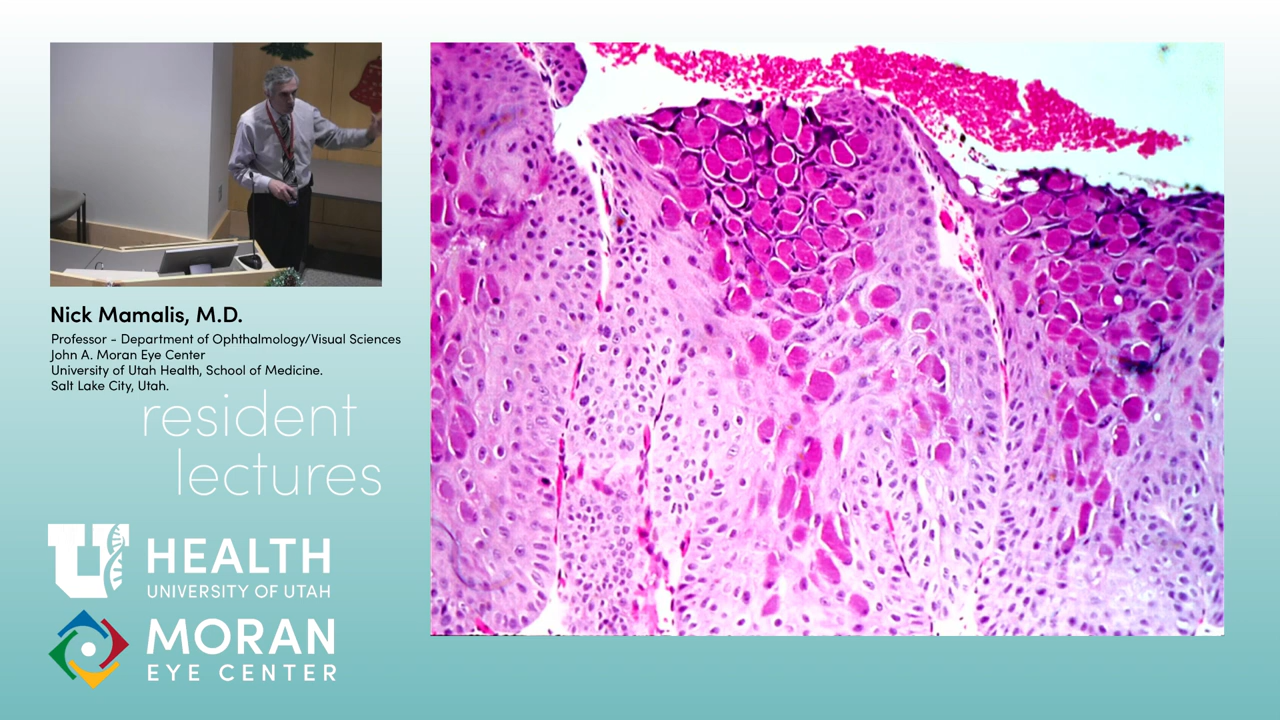 Nick Mamalis, M.D.
Professor - Department of Ophthalmology/Visual Sciences
John A. Moran Eye Center
University of Utah Health, School of Medicine.
Salt Lake City, Utah.
resident
lectures
U HEALTH
UNIVERSITY OF UTAH
MORAN
EYE CENTER